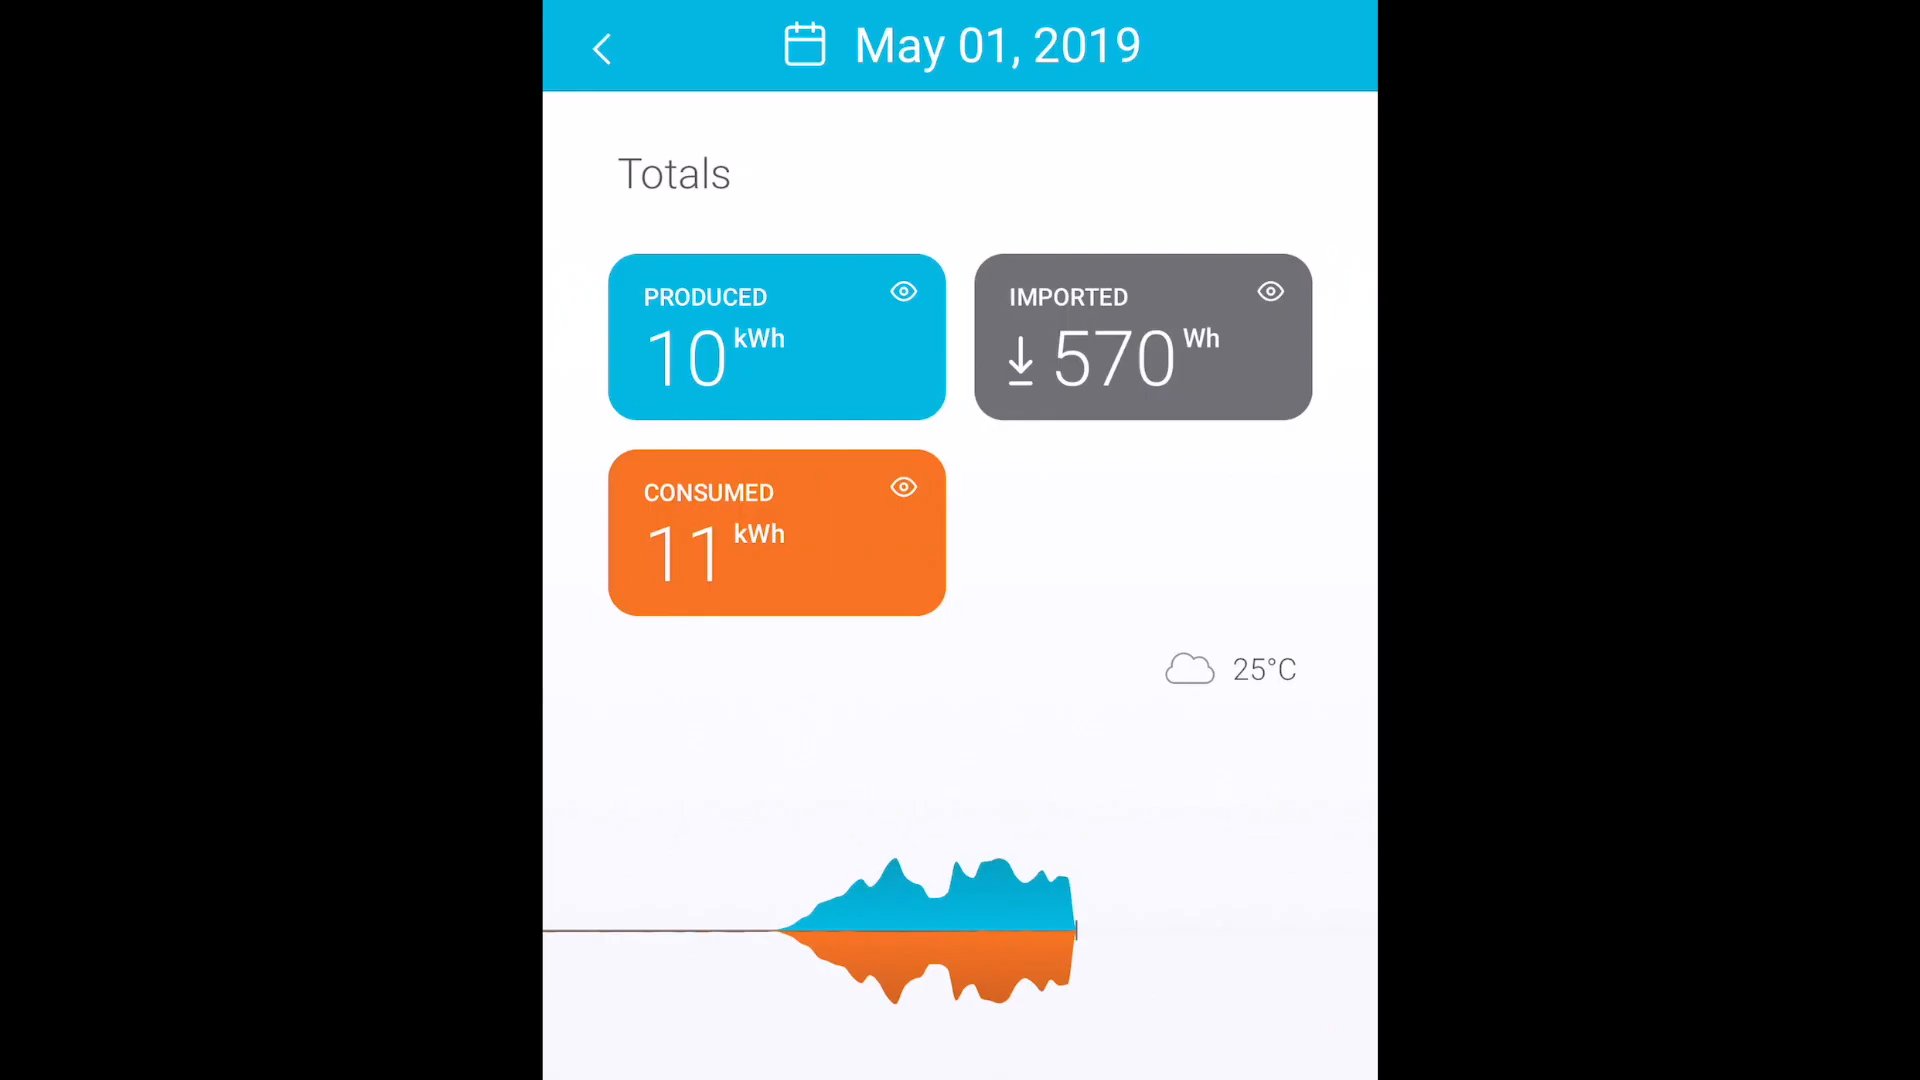 May 01, 2019
Totals
PRODUCED
10 kWh
IMPORTED
570 Wh
CONSUMED
11 kWh
25°C